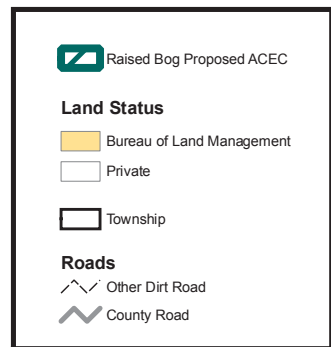 Raised Bog Proposed ACEC
Land Status
Bureau of Land Management
Private
Township
Roads
Other Dirt Road
County Road